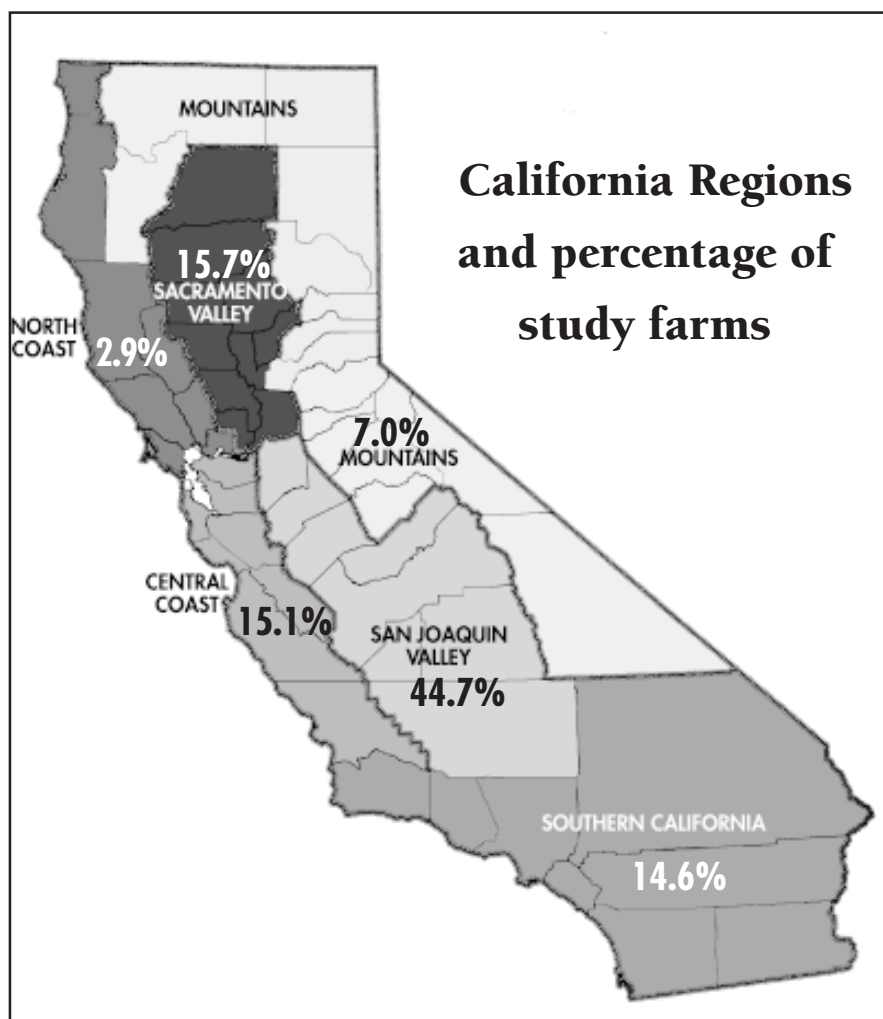 MOUNTAINS
California Regions
and percentage of
study farms
15.7%
SACRAMENTO
VALLEY
NORTH
COAST
2.9%
7.0%
MOUNTAINS
CENTRAL
COAST
15.1%
SAN JOAQUIN
VALLEY
44.7%
SOUTHERN CALIFORNIA
14.6%